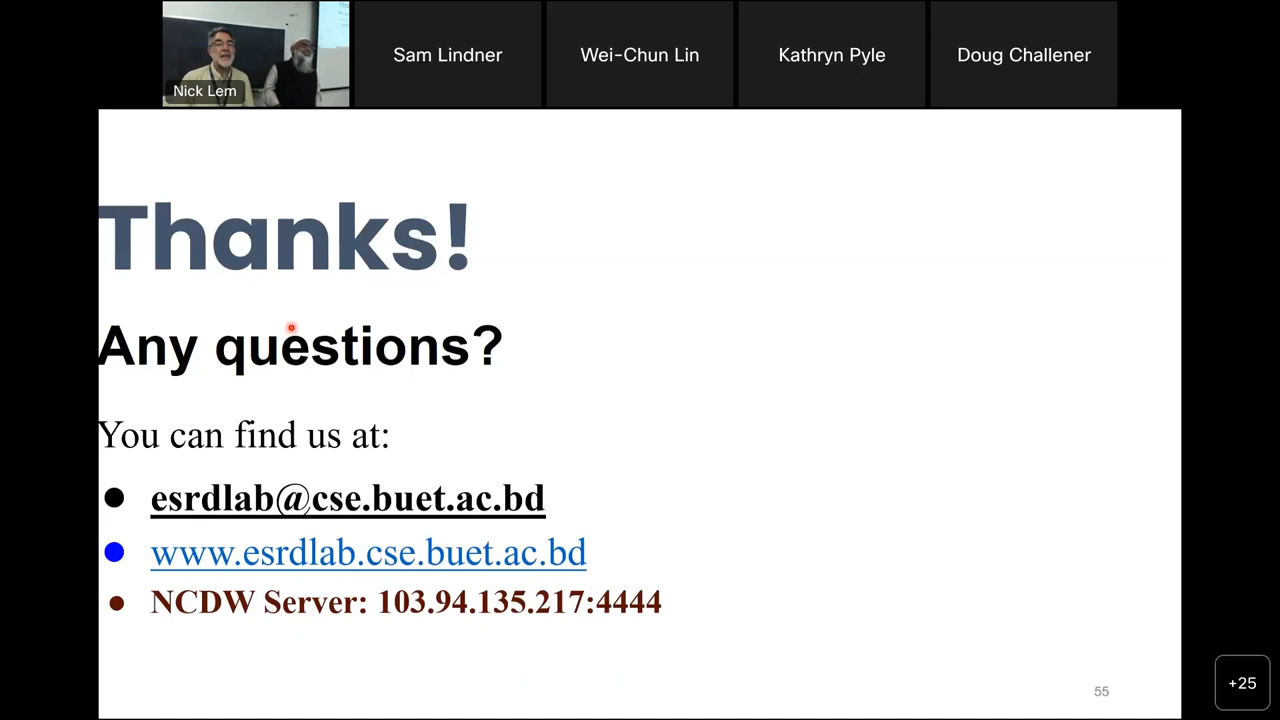 Nick Lem
Sam Lindner
Wei-Chun Lin
Kathryn Pyle
Doug Challener
Thanks!
Any questions?
You can find us at:
● esrdlab@cse.buet.ac.bd
● www.esrdlab.cse.buet.ac.bd
● NCDW Server: 103.94.135.217:4444
55
+25